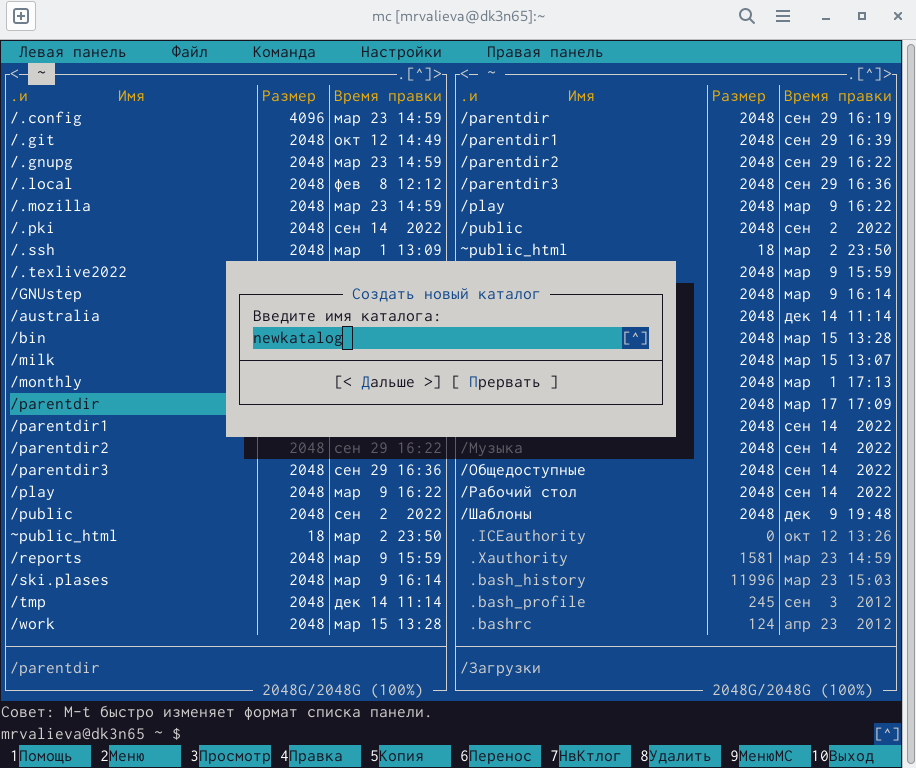 mc [mrvalieva@dk3n65]:~
Левая панель Файл Команда Настройки Правая панель
<— ~ .[^]> <— ~ .[^]>
.и Имя Размер Время правки .и Имя Размер Время правки
/.config 4096 мар 23 14:59 /parentdir 2048 сен 29 16:19
/.git 2048 окт 12 14:49 /parentdir1 2048 сен 29 16:39
/.gnupg 2048 мар 23 14:59 /parentdir2 2048 сен 29 16:22
/.local 2048 фев 8 12:12 /parentdir3 2048 сен 29 16:36
/.mozilla 2048 мар 23 14:59 /play 2048 мар 9 16:22
/.pki 2048 сен 14 2022 /public 2048 сен 2 2022
/.ssh 2048 мар 1 13:09 ~public_html 18 мар 2 23:50
/.texlive2022 2048 мар 9 15:59
/GNUstep 2048 мар 9 16:14
/australia 2048 дек 14 11:14
/bin 2048 мар 15 13:28
/milk 2048 мар 15 13:07
/monthly 2048 мар 1 17:13
/parentdir 2048 мар 17 17:09
/parentdir1 2048 сен 14 2022
/parentdir2 2048 сен 29 16:22 /Музыка 2048 сен 14 2022
/parentdir3 2048 сен 29 16:36 /Общедоступные 2048 сен 14 2022
/play 2048 мар 9 16:22 /Рабочий стол 2048 сен 14 2022
/public 2048 сен 2 2022 /Шаблоны 2048 дек 9 19:48
~public_html 18 мар 2 23:50 .ICEauthority 0 окт 12 13:26
/reports 2048 мар 9 15:59 .Xauthority 1581 мар 23 14:59
/ski.plases 2048 мар 9 16:14 .bash_history 11996 мар 23 15:03
/tmp 2048 дек 14 11:14 .bash_profile 245 сен 3 2012
/work 2048 мар 15 13:28 .bashrc 124 апр 23 2012
Создать новый каталог
Введите имя каталога:
newkatalog [^]
[< Дальше >] [ Прервать ]
/parentdir /Загрузки
2048G/2048G (100%) 2048G/2048G (100%)
Совет: M-t быстро изменяет формат списка панели.
mrvalieva@dk3n65 ~ $ [^]
1Помощь 2Меню 3Просмотр 4Правка 5Копия 6Перенос 7НвКтлог 8Удалить 9МенюMC 10Выход